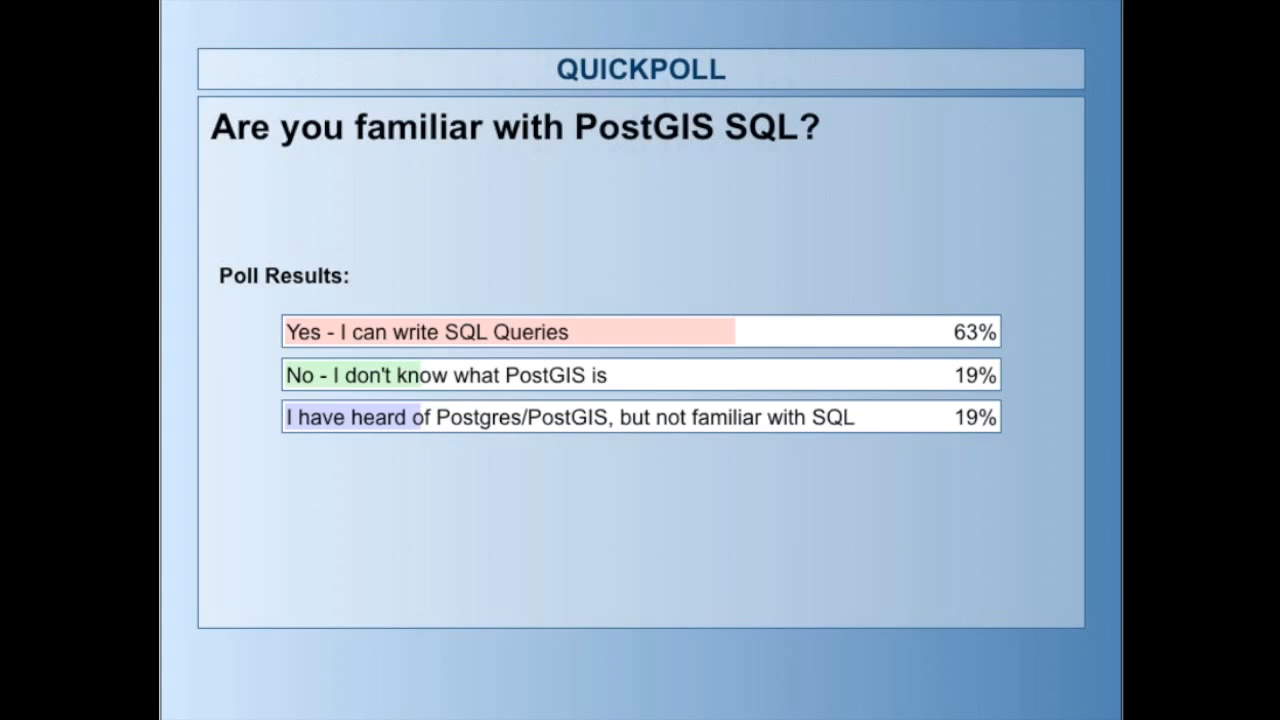 QUICKPOLL
Are you familiar with PostGIS SQL?
Poll Results:
Yes - I can write SQL Queries 63%
No - I don't know what PostGIS is 19%
I have heard of Postgres/PostGIS, but not familiar with SQL 19%